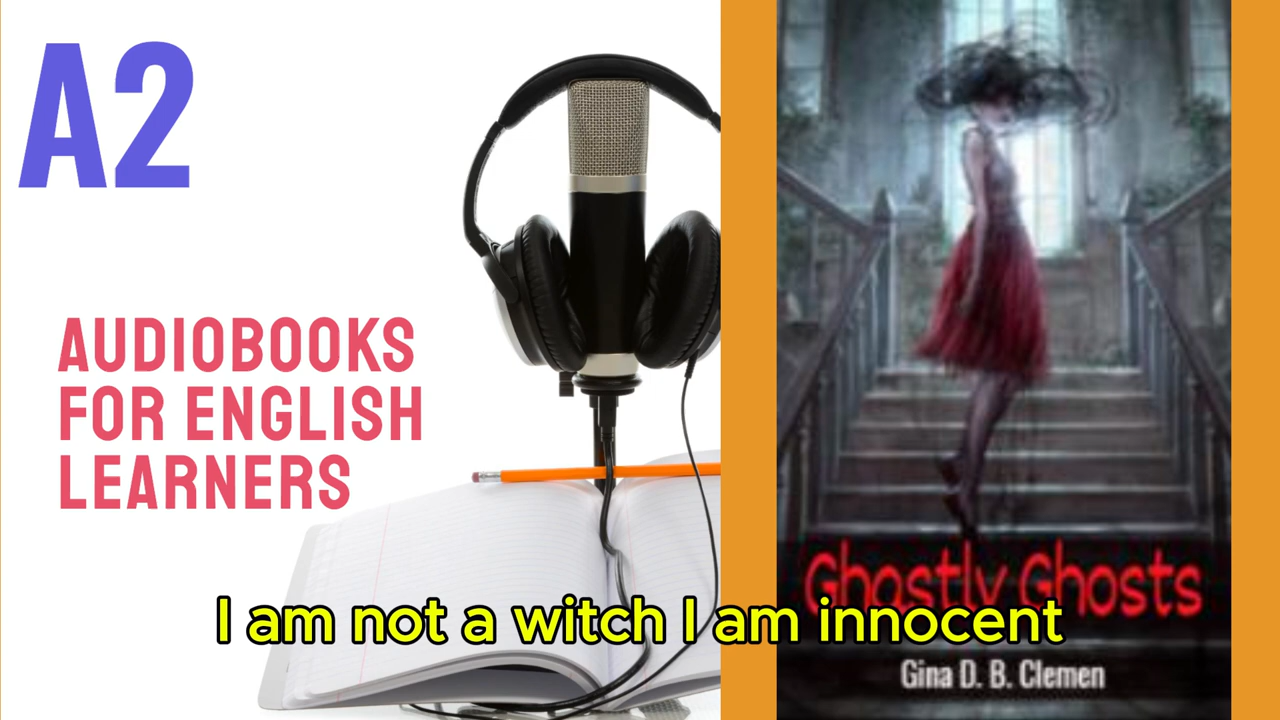 A2
AUDIOBOOKS
FOR ENGLISH
LEARNERS
Ghostly Ghosts
I am not a witch I am innocent
Gina D. B. Clemen